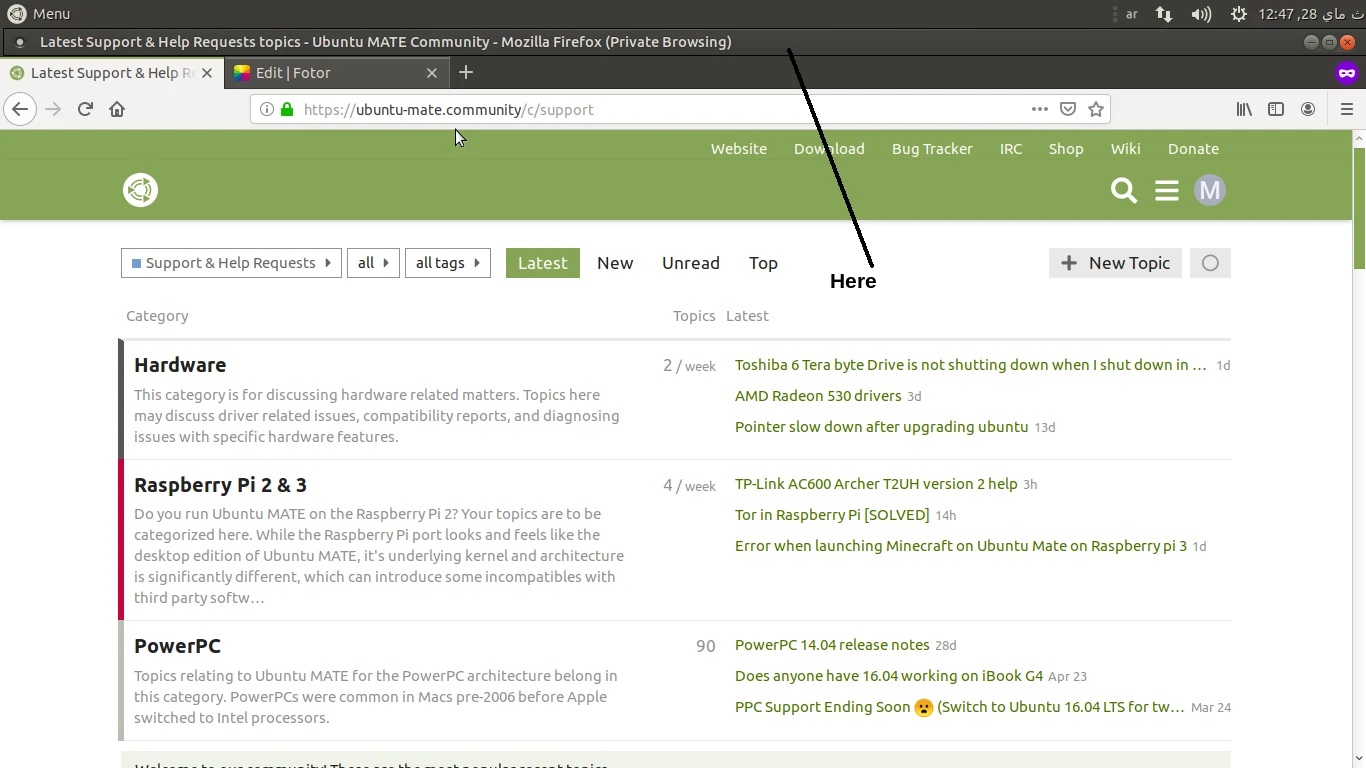 Menu
ar
ث ماي 28, 12:47
Latest Support & Help Requests topics - Ubuntu MATE Community - Mozilla Firefox (Private Browsing)
Latest Support & Help Re
Edit | Fotor
https://ubuntu-mate.community/c/support
Website Download Bug Tracker IRC Shop Wiki Donate
M
Support & Help Requests all all tags Latest New Unread Top New Topic
Here
Category Topics Latest
Hardware
This category is for discussing hardware related matters. Topics here
may discuss driver related issues, compatibility reports, and diagnosing
issues with specific hardware features.
2 / week
Toshiba 6 Tera byte Drive is not shutting down when I shut down in … 1d
AMD Radeon 530 drivers 3d
Pointer slow down after upgrading ubuntu 13d
Raspberry Pi 2 & 3
Do you run Ubuntu MATE on the Raspberry Pi 2? Your topics are to be
categorized here. While the Raspberry Pi port looks and feels like the
desktop edition of Ubuntu MATE, it's underlying kernel and architecture
is significantly different, which can introduce some incompatibles with
third party softw…
4 / week
TP-Link AC600 Archer T2UH version 2 help 3h
Tor in Raspberry Pi [SOLVED] 14h
Error when launching Minecraft on Ubuntu Mate on Raspberry pi 3 1d
PowerPC
Topics relating to Ubuntu MATE for the PowerPC architecture belong in
this category. PowerPCs were common in Macs pre-2006 before Apple
switched to Intel processors.
90
PowerPC 14.04 release notes 28d
Does anyone have 16.04 working on iBook G4 Apr 23
PPC Support Ending Soon 😮 (Switch to Ubuntu 16.04 LTS for tw… Mar 24
Welcome to our community! These are the most popular recent topics